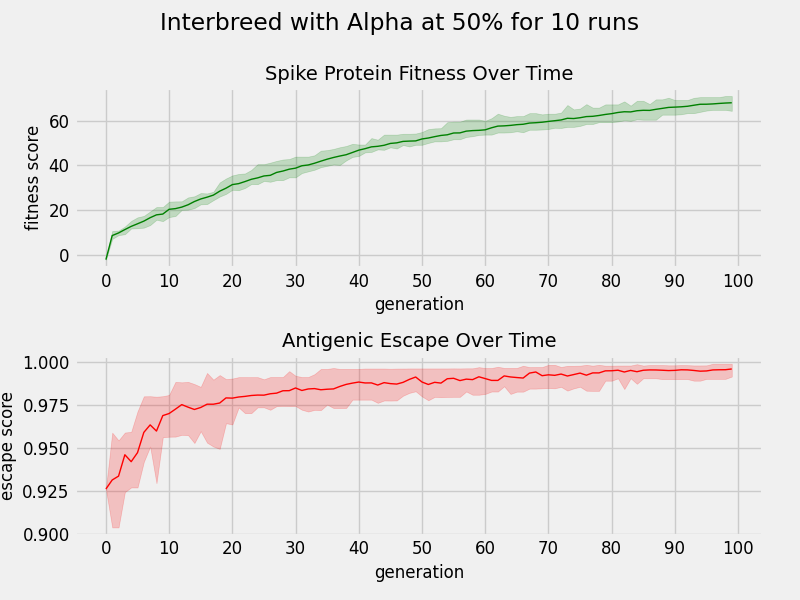 Interbreed with Alpha at 50% for 10 runs
Spike Protein Fitness Over Time
fitness score
60
40
20
0
0 10 20 30 40 50 60 70 80 90 100
generation
Antigenic Escape Over Time
escape score
1.000
0.975
0.950
0.925
0.900
0 10 20 30 40 50 60 70 80 90 100
generation